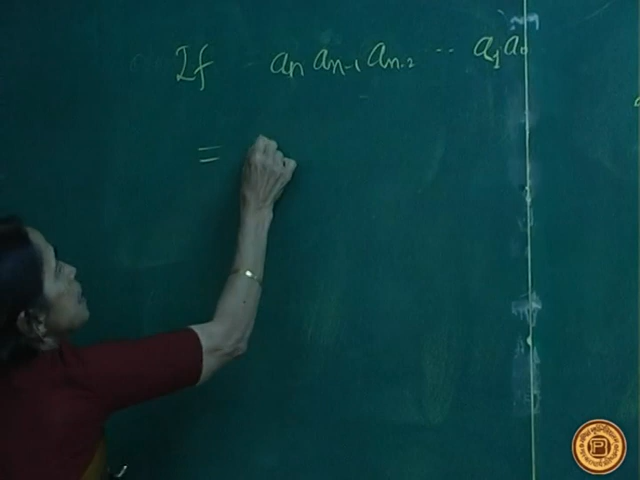 If aₙ aₙ₋₁ aₙ₋₂ ... a₁ a₀
=